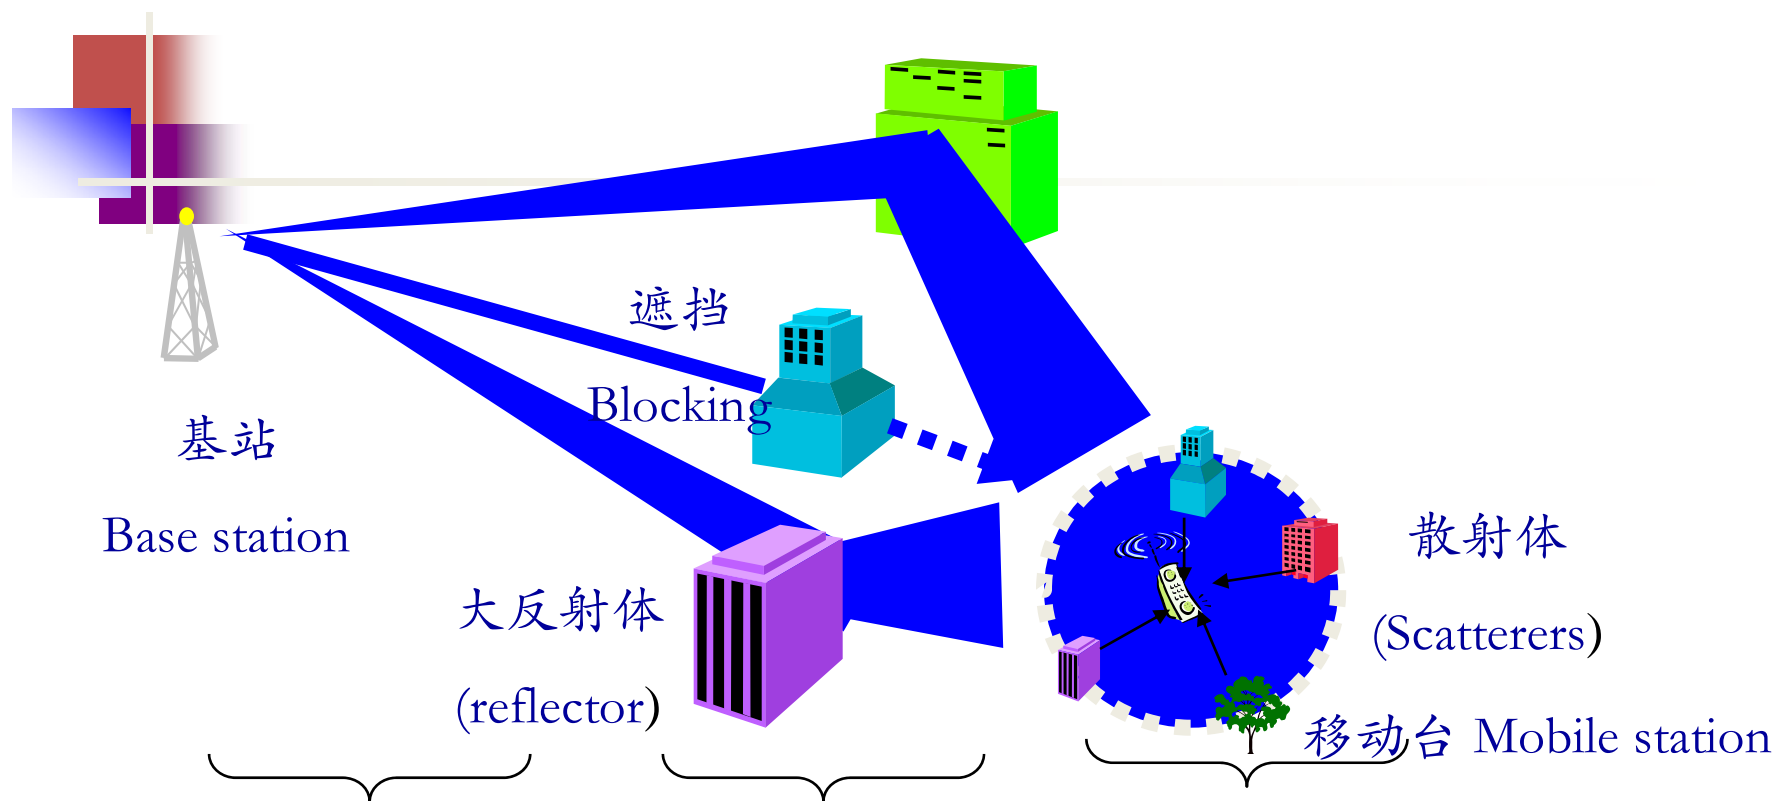 遮挡
Blocking
基站
Base station
大反射体
(reflector)
散射体
(Scatterers)
移动台 Mobile station